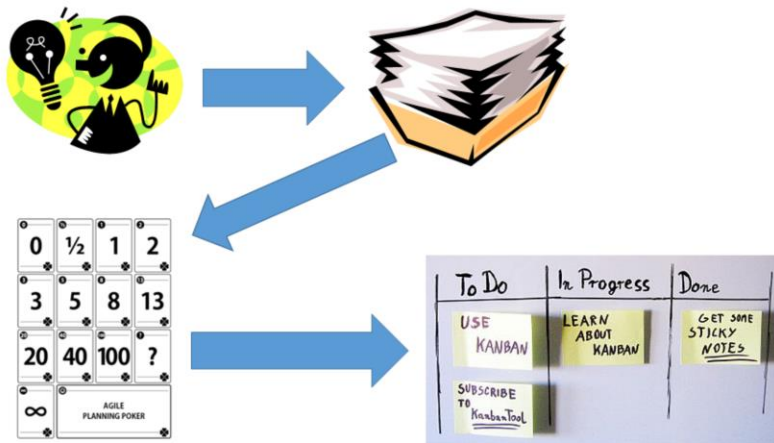 0 ½ 1 2
3 5 8 13
20 40 100 ?
∞ AGILE
PLANNING POKER
To Do In Progress Done
USE
KANBAN
LEARN
ABOUT
KANBAN
GET SOME
STICKY
NOTES
SUBSCRIBE
TO
KanbanTool